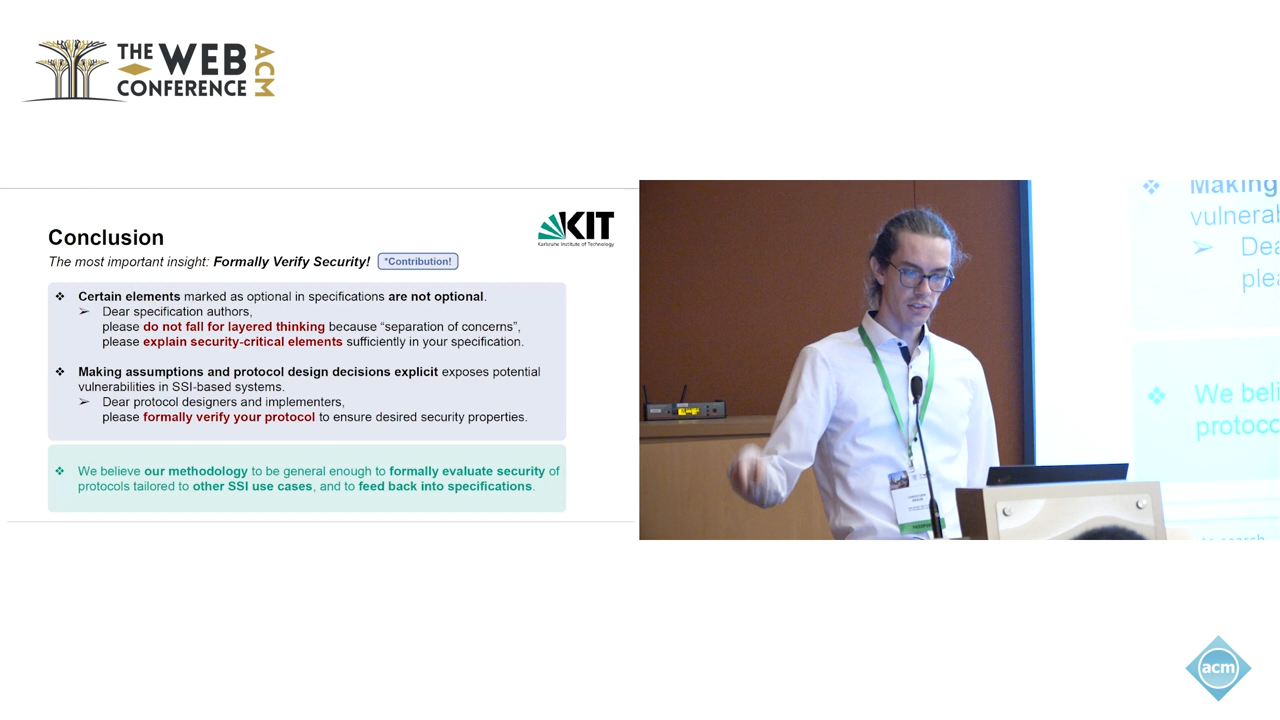 THE WEB
CONFERENCE
ACM
Conclusion
KIT
Karlsruhe Institute of Technology
The most important insight: Formally Verify Security! *Contribution!
❖ Certain elements marked as optional in specifications are not optional.
➢ Dear specification authors,
please do not fall for layered thinking because “separation of concerns”,
please explain security-critical elements sufficiently in your specification.
❖ Making assumptions and protocol design decisions explicit exposes potential
vulnerabilities in SSI-based systems.
➢ Dear protocol designers and implementers,
please formally verify your protocol to ensure desired security properties.
❖ We believe our methodology to be general enough to formally evaluate security of
protocols tailored to other SSI use cases, and to feed back into specifications.
❖ Making
vulnerab
➢ Dea
plea
❖ We beli
protoco
acm